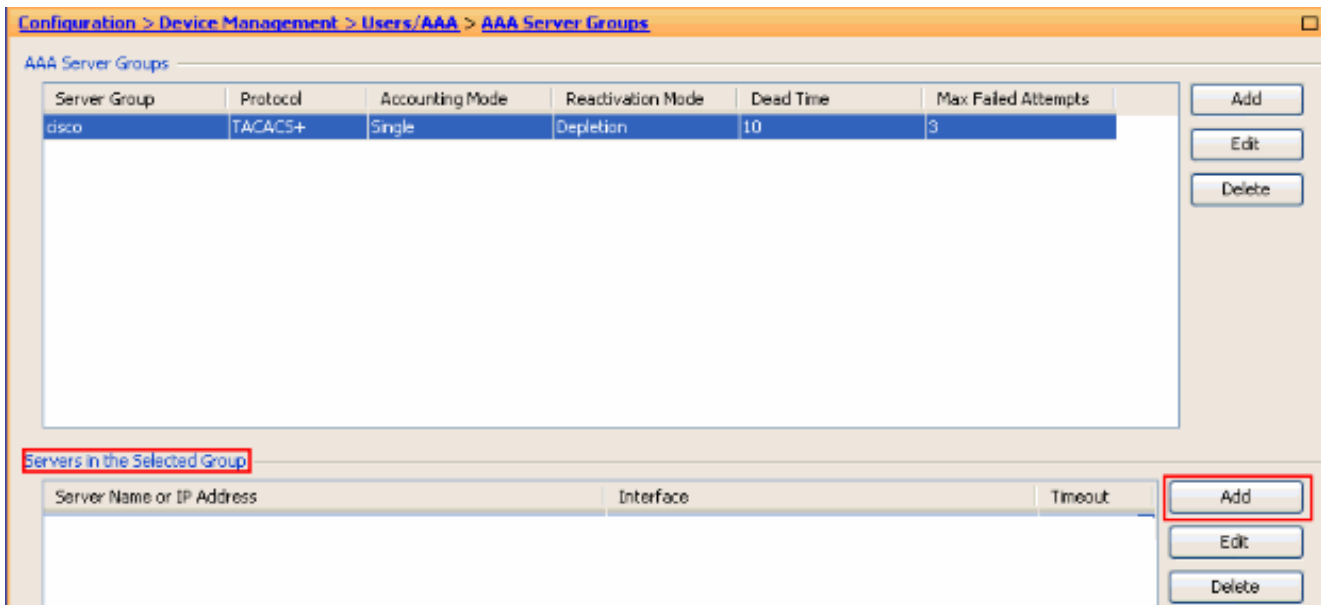 Configuration > Device Management > Users/AAA > AAA Server Groups
AAA Server Groups
Server Group Protocol Accounting Mode Reactivation Mode Dead Time Max Failed Attempts
cisco TACACS+ Single Depletion 10 3
Add
Edit
Delete
Servers in the Selected Group
Server Name or IP Address Interface Timeout
Add
Edit
Delete